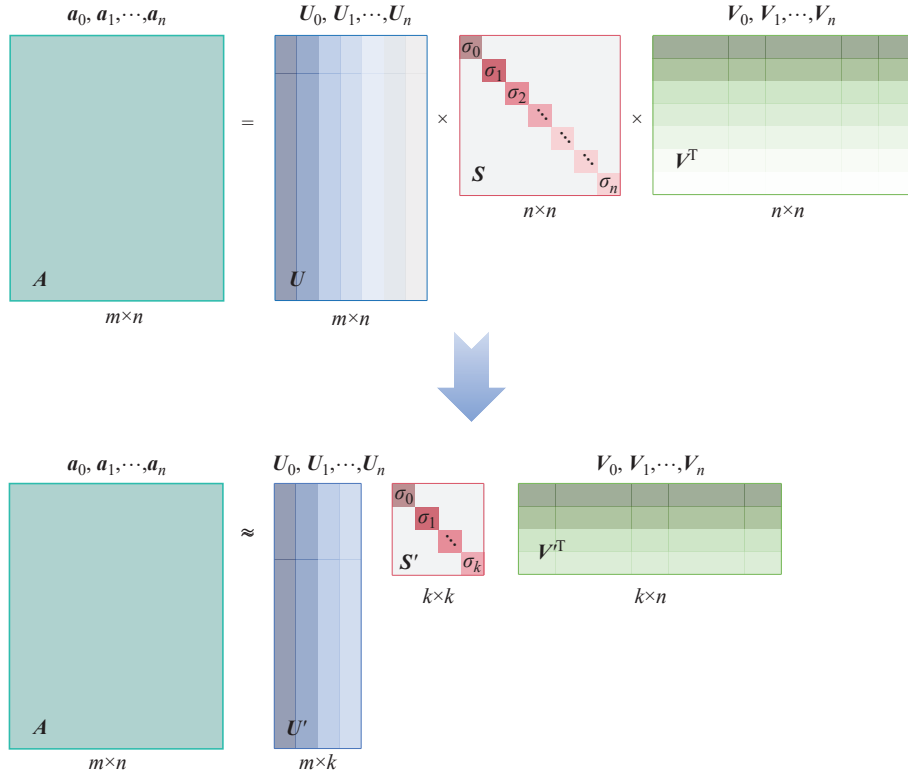 a₀, a₁,⋯,aₙ U₀, U₁,⋯,Uₙ V₀, V₁,⋯,Vₙ
σ₀
σ₁
σ₂
⋱
= × ×
⋱
⋱
σₙ
S Vᵀ
n×n n×n
A U
m×n m×n
a₀, a₁,⋯,aₙ U₀, U₁,⋯,Uₙ V₀, V₁,⋯,Vₙ
σ₀
σ₁
≈ ⋱
S′ σₖ V′ᵀ
k×k k×n
A U′
m×n m×k